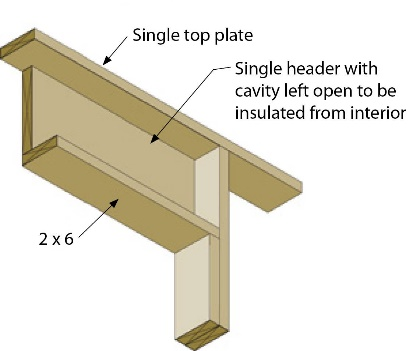 Single top plate
Single header with
cavity left open to be
insulated from interior
2 x 6